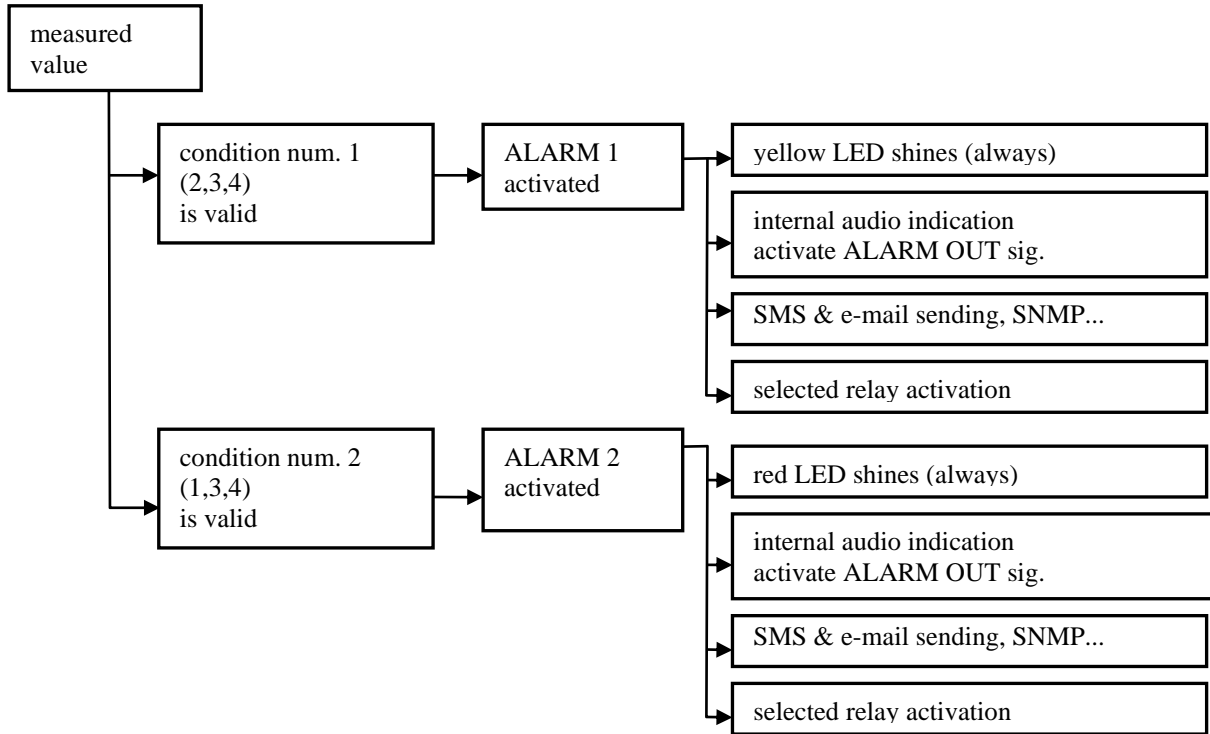 measured
value
condition num. 1
(2,3,4)
is valid
ALARM 1
activated
yellow LED shines (always)
internal audio indication
activate ALARM OUT sig.
SMS & e-mail sending, SNMP...
selected relay activation
condition num. 2
(1,3,4)
is valid
ALARM 2
activated
red LED shines (always)
internal audio indication
activate ALARM OUT sig.
SMS & e-mail sending, SNMP...
selected relay activation